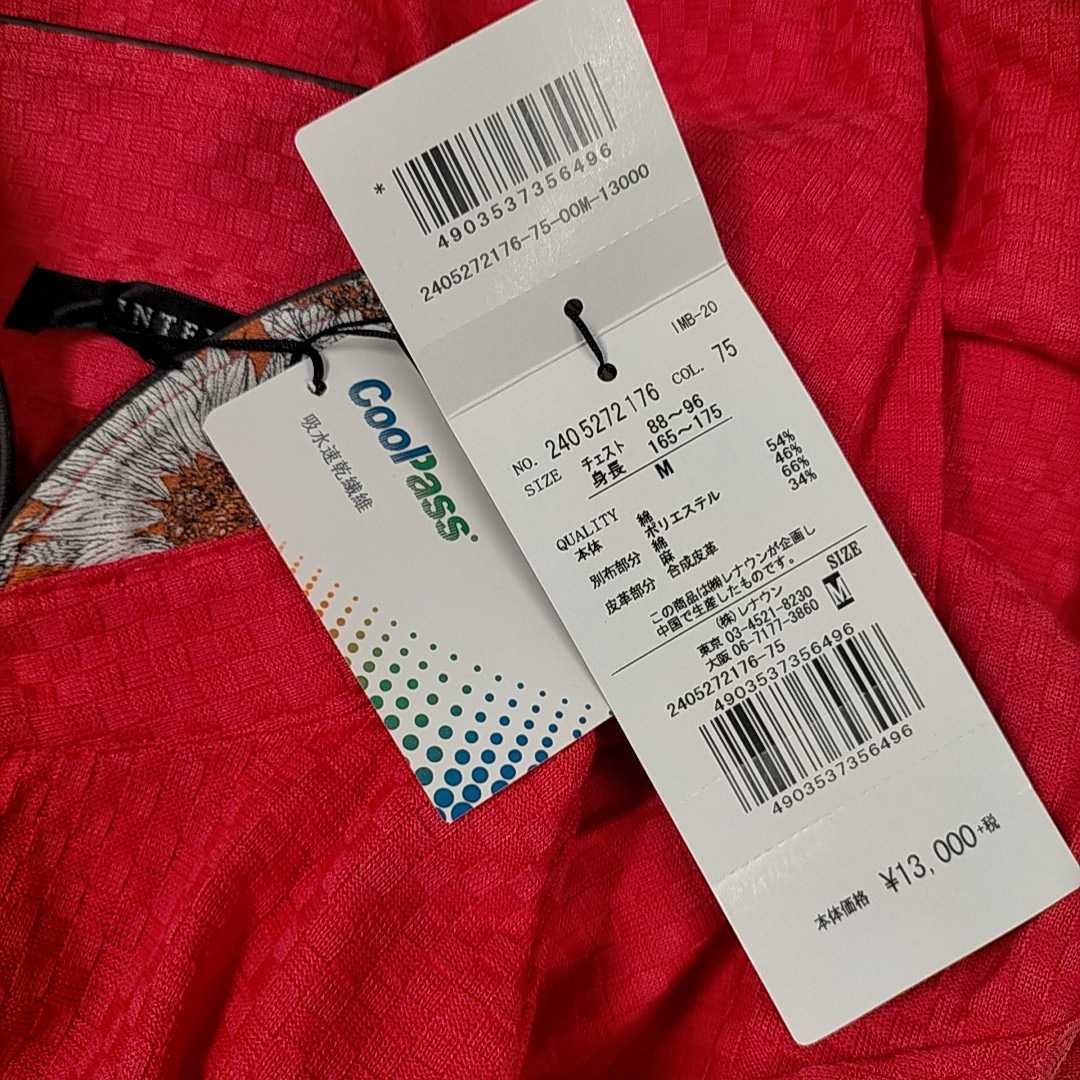 *
4903537356496
2405272176-75-00M-13000
IMB-20
NO. 2405272176 COL. 75
SIZE チェスト 88~96
身長 165~175
M
QUALITY
本体 綿 54%
ポリエステル 46%
別布部分 綿 66%
麻 34%
皮革部分 合成皮革
この商品は㈱レナウンが企画し
中国で生産したものです。
(株)レナウン
東京 03-4521-8230
大阪 06-7177-3860
SIZE
M
2405272176-75
4903537356496
4903537356496
本体価格 ¥13,000+税
CoolPass
吸水速乾繊維